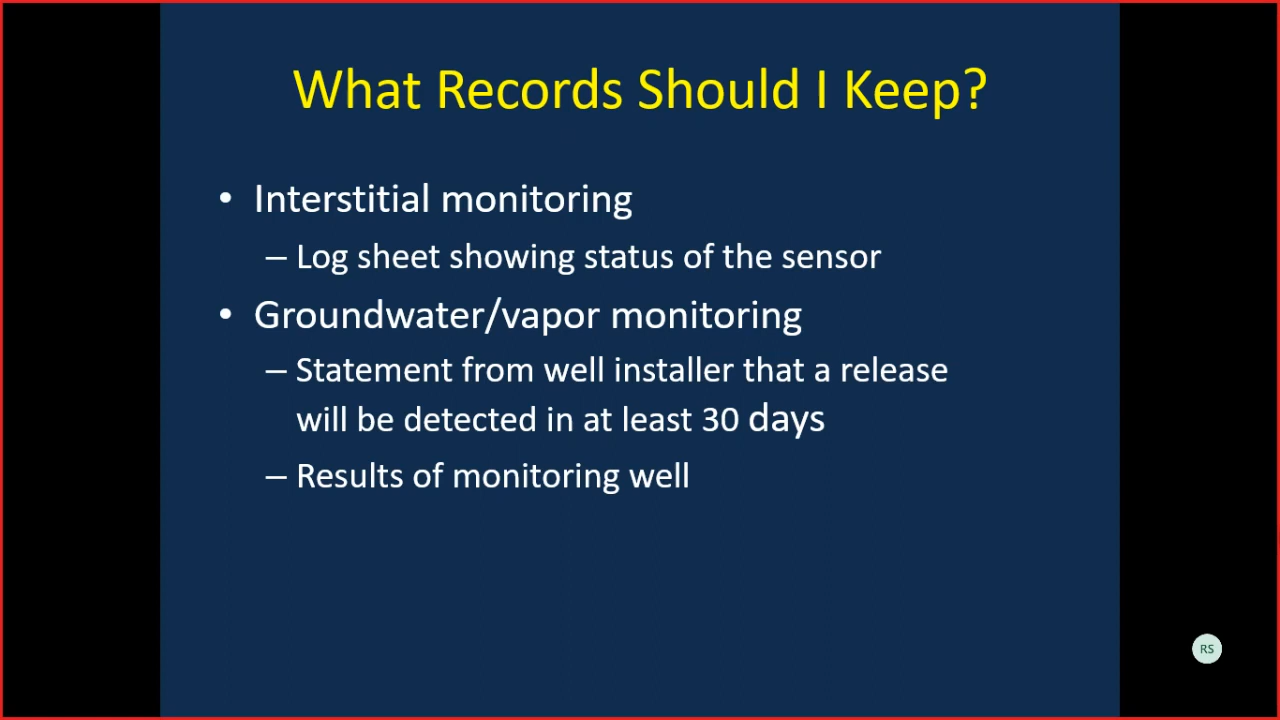 What Records Should I Keep?
• Interstitial monitoring
– Log sheet showing status of the sensor
• Groundwater/vapor monitoring
– Statement from well installer that a release
will be detected in at least 30 days
– Results of monitoring well
RS